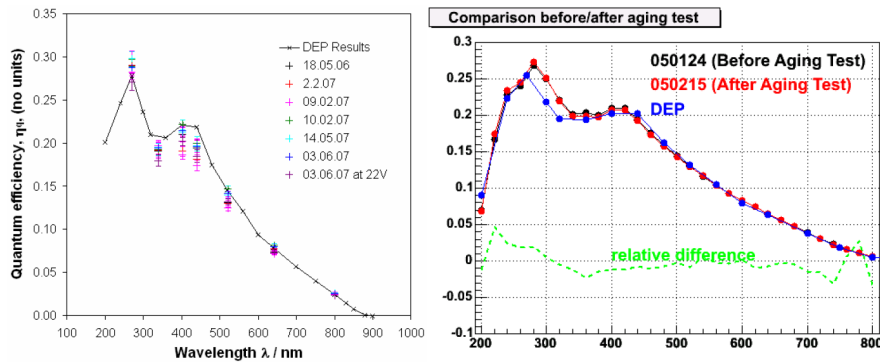 Quantum efficiency, ηq, (no units)
0.35
0.30
0.25
0.20
0.15
0.10
0.05
0.00
100 200 300 400 500 600 700 800 900 1000
Wavelength λ / nm
DEP Results
18.05.06
2.2.07
09.02.07
10.02.07
14.05.07
03.06.07
03.06.07 at 22V
Comparison before/after aging test
0.3
0.25
0.2
0.15
0.1
0.05
0
-0.05
-0.1
200 300 400 500 600 700 800
050124 (Before Aging Test)
050215 (After Aging Test)
DEP
relative difference